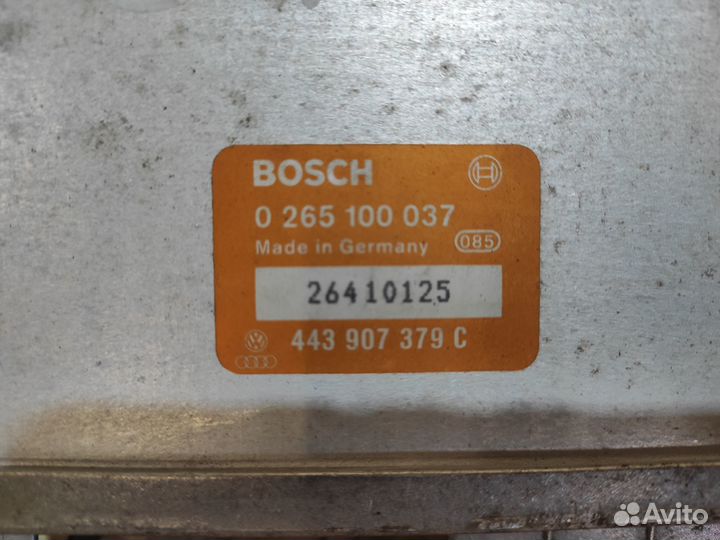 BOSCH
0 265 100 037
Made in Germany 085
26410125
443 907 379 C
Avito